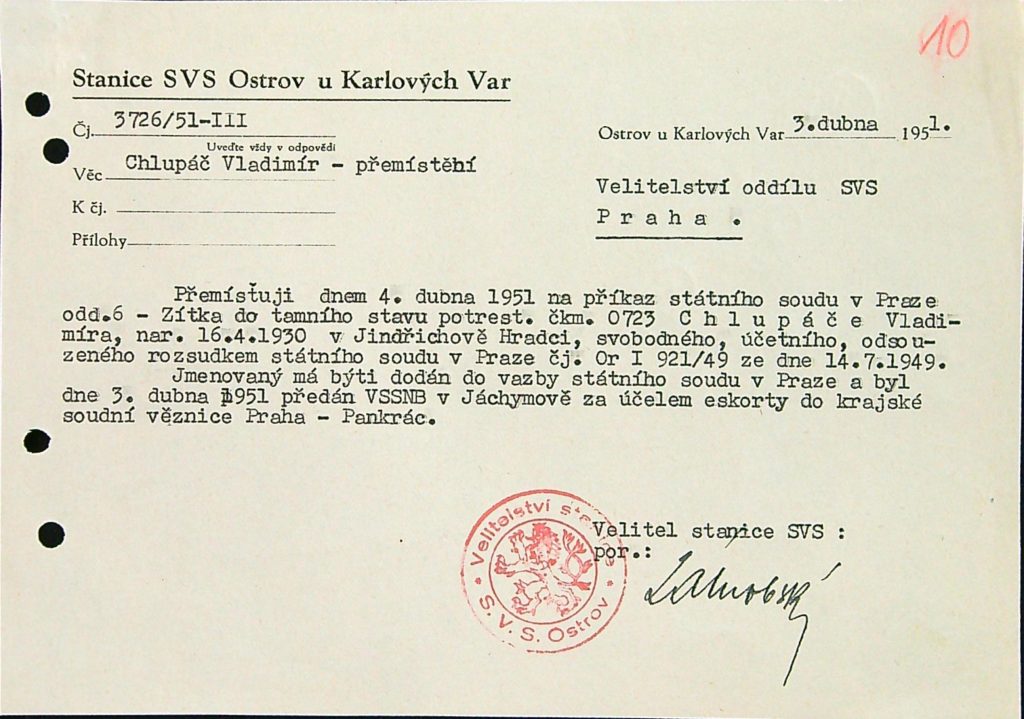 10
Stanice SVS Ostrov u Karlových Var
Čj. 3726/51-III
Uveďte vždy v odpovědi
Věc Chlupáč Vladimír - přemístění
K čj.
Přílohy
Ostrov u Karlových Var 3.dubna 1951.
Velitelství oddílu SVS
P r a h a .
Přemísťuji dnem 4. dubna 1951 na příkaz státního soudu v Praze
odd.6 - Zítka do tamního stavu potrest. čkm. 0723 C h l u p á č e Vladi-
míra, nar. 16.4.1930 v Jindřichově Hradci, svobodného, účetního, odsou-
zeného rozsudkem státního soudu v Praze čj. Or I 921/49 ze dne 14.7.1949.
Jmenovaný má býti dodán do vazby státního soudu v Praze a byl
dne 3. dubna 1951 předán VSSNB v Jáchymově za účelem eskorty do krajské
soudní věznice Praha - Pankrác.
Velitelství stanice
S. V. S. Ostrov
Velitel stanice SVS :
por.: